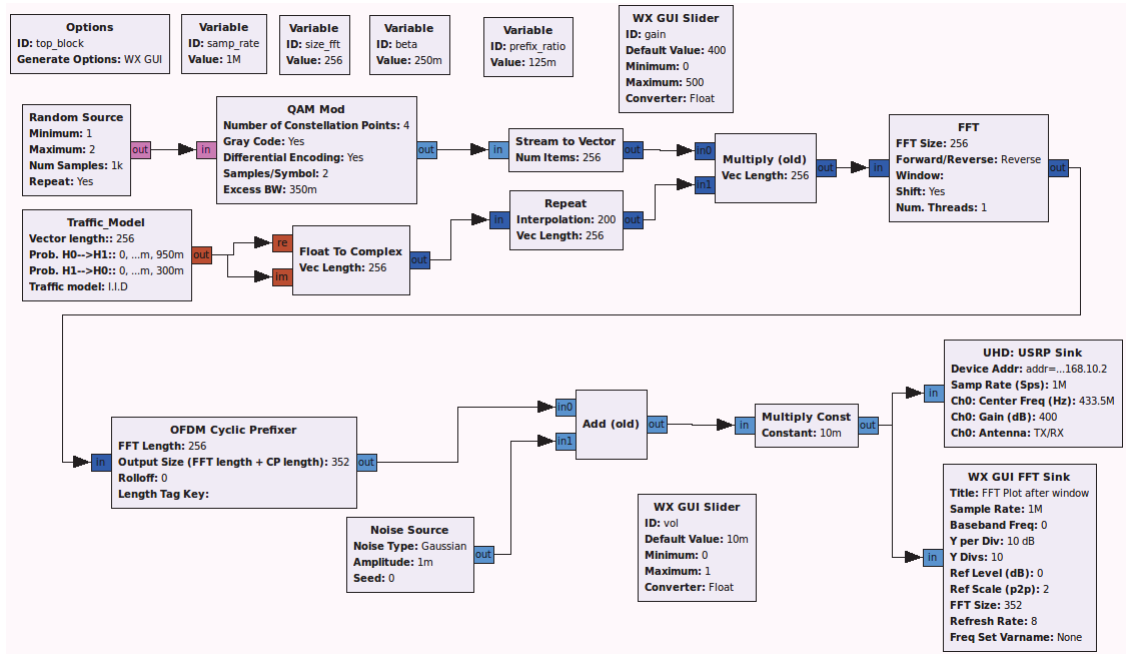 Options
ID: top_block
Generate Options: WX GUI
Variable
ID: samp_rate
Value: 1M
Variable
ID: size_fft
Value: 256
Variable
ID: beta
Value: 250m
Variable
ID: prefix_ratio
Value: 125m
WX GUI Slider
ID: gain
Default Value: 400
Minimum: 0
Maximum: 500
Converter: Float
Random Source
Minimum: 1
Maximum: 2
Num Samples: 1k
Repeat: Yes
out
in
QAM Mod
Number of Constellation Points: 4
Gray Code: Yes
Differential Encoding: Yes
Samples/Symbol: 2
Excess BW: 350m
out
in
Stream to Vector
Num Items: 256
out
in0
in1
Multiply (old)
Vec Length: 256
out
in
FFT
FFT Size: 256
Forward/Reverse: Reverse
Window:
Shift: Yes
Num. Threads: 1
out
Traffic_Model
Vector length:: 256
Prob. H0-->H1:: 0, ...m, 950m
Prob. H1-->H0:: 0, ...m, 300m
Traffic model: I.I.D
out
re
im
Float To Complex
Vec Length: 256
out
in
Repeat
Interpolation: 200
Vec Length: 256
out
in
OFDM Cyclic Prefixer
FFT Length: 256
Output Size (FFT length + CP length): 352
Rolloff: 0
Length Tag Key:
out
Noise Source
Noise Type: Gaussian
Amplitude: 1m
Seed: 0
out
in0
in1
Add (old)
out
in
Multiply Const
Constant: 10m
out
WX GUI Slider
ID: vol
Default Value: 10m
Minimum: 0
Maximum: 1
Converter: Float
in
UHD: USRP Sink
Device Addr: addr=...168.10.2
Samp Rate (Sps): 1M
Ch0: Center Freq (Hz): 433.5M
Ch0: Gain (dB): 400
Ch0: Antenna: TX/RX
in
WX GUI FFT Sink
Title: FFT Plot after window
Sample Rate: 1M
Baseband Freq: 0
Y per Div: 10 dB
Y Divs: 10
Ref Level (dB): 0
Ref Scale (p2p): 2
FFT Size: 352
Refresh Rate: 8
Freq Set Varname: None